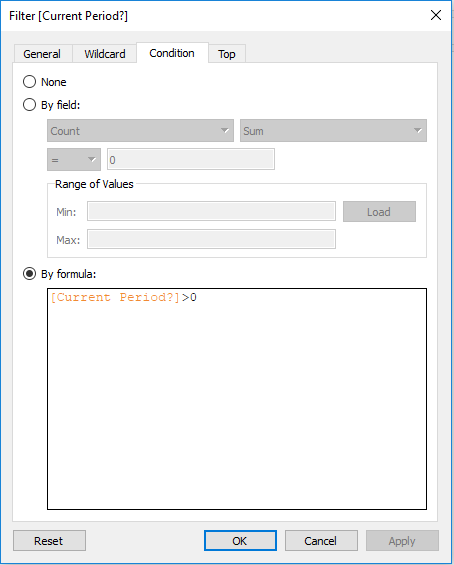 Filter [Current Period?]
General Wildcard Condition Top
None
By field:
Count Sum
= 0
Range of Values
Min: Load
Max:
By formula:
[Current Period?]>0
Reset OK Cancel Apply